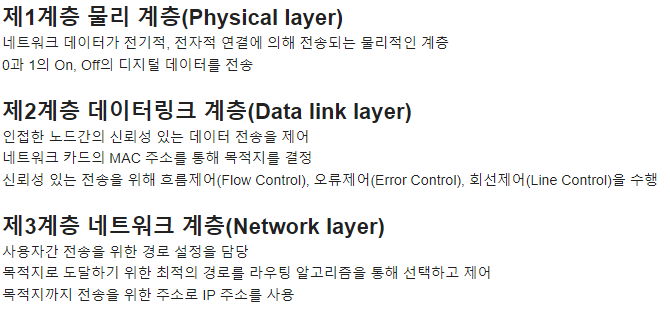 제1계층 물리 계층(Physical layer)
네트워크 데이터가 전기적, 전자적 연결에 의해 전송되는 물리적인 계층
0과 1의 On, Off의 디지털 데이터를 전송
제2계층 데이터링크 계층(Data link layer)
인접한 노드간의 신뢰성 있는 데이터 전송을 제어
네트워크 카드의 MAC 주소를 통해 목적지를 결정
신뢰성 있는 전송을 위해 흐름제어(Flow Control), 오류제어(Error Control), 회선제어(Line Control)을 수행
제3계층 네트워크 계층(Network layer)
사용자간 전송을 위한 경로 설정을 담당
목적지로 도달하기 위한 최적의 경로를 라우팅 알고리즘을 통해 선택하고 제어
목적지까지 전송을 위한 주소로 IP 주소를 사용